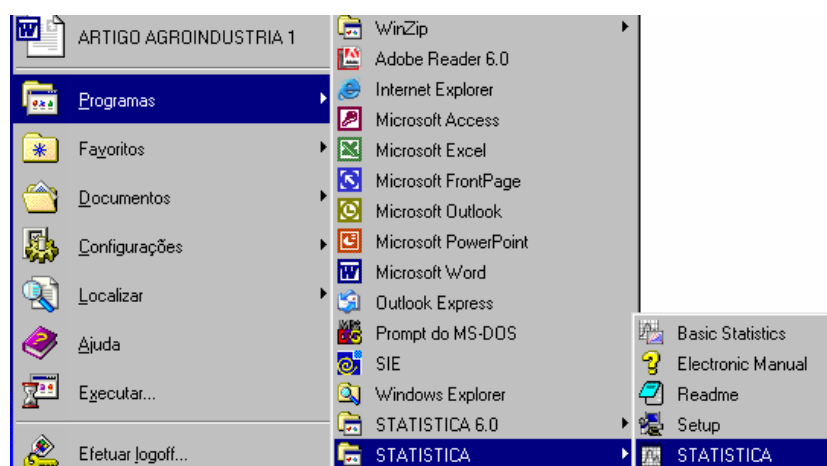 ARTIGO AGROINDUSTRIA 1
Programas
Favoritos
Documentos
Configurações
Localizar
Ajuda
Executar...
Efetuar logoff...
WinZip
Adobe Reader 6.0
Internet Explorer
Microsoft Access
Microsoft Excel
Microsoft FrontPage
Microsoft Outlook
Microsoft PowerPoint
Microsoft Word
Outlook Express
Prompt do MS-DOS
SIE
Windows Explorer
STATISTICA 6.0
STATISTICA
Basic Statistics
Electronic Manual
Readme
Setup
STATISTICA